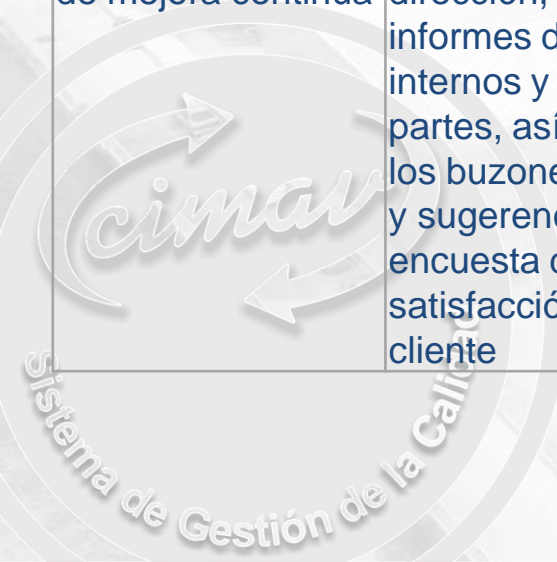 de mejora continua
dirección,
informes d
internos y
partes, así
los buzone
y sugerenc
encuesta d
satisfacció
cliente
cimav
Sistema de Gestión de la Calidad